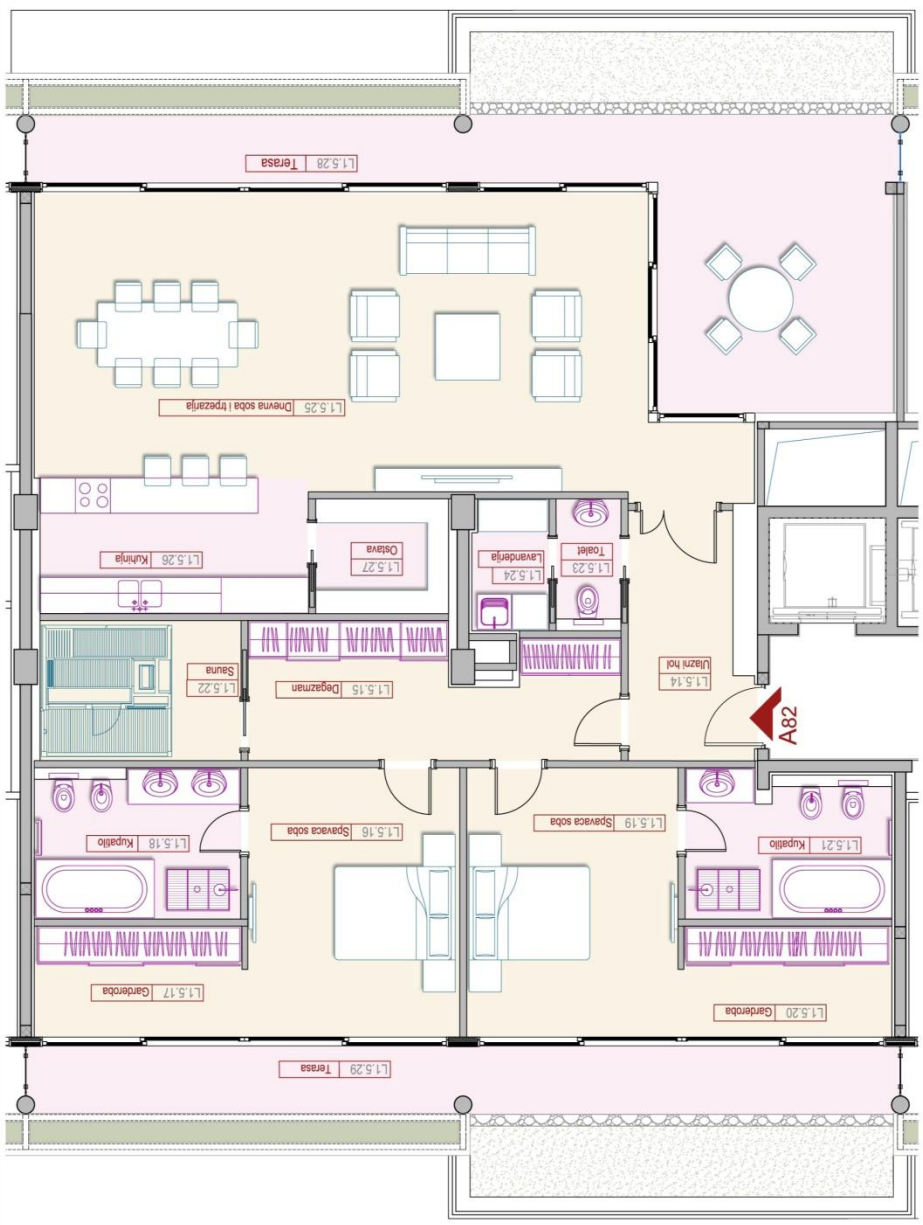 Terasa L1.5.28
Dnevna soba i trpezarija L1.5.25
Kuhinja L1.5.26
Ostava L1.5.27
Lavanderija L1.5.24
Toalet L1.5.23
Sauna L1.5.22
Degazman L1.5.15
Ulazni hol L1.5.14
A82
Kupatilo L1.5.18
Spavaca soba L1.5.16
Spavaca soba L1.5.19
Kupatilo L1.5.21
Garderoba L1.5.17
Garderoba L1.5.20
Terasa L1.5.29